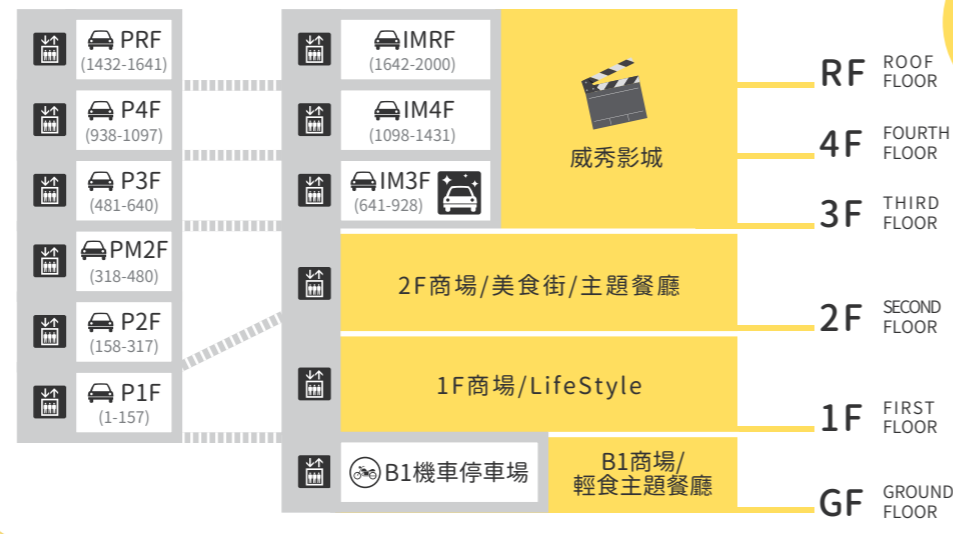 PRF
(1432-1641)
P4F
(938-1097)
P3F
(481-640)
PM2F
(318-480)
P2F
(158-317)
P1F
(1-157)
IMRF
(1642-2000)
IM4F
(1098-1431)
IM3F
(641-928)
威秀影城
2F商場/美食街/主題餐廳
1F商場/LifeStyle
B1機車停車場
B1商場/
輕食主題餐廳
RF
ROOF
FLOOR
4F
FOURTH
FLOOR
3F
THIRD
FLOOR
2F
SECOND
FLOOR
1F
FIRST
FLOOR
GF
GROUND
FLOOR